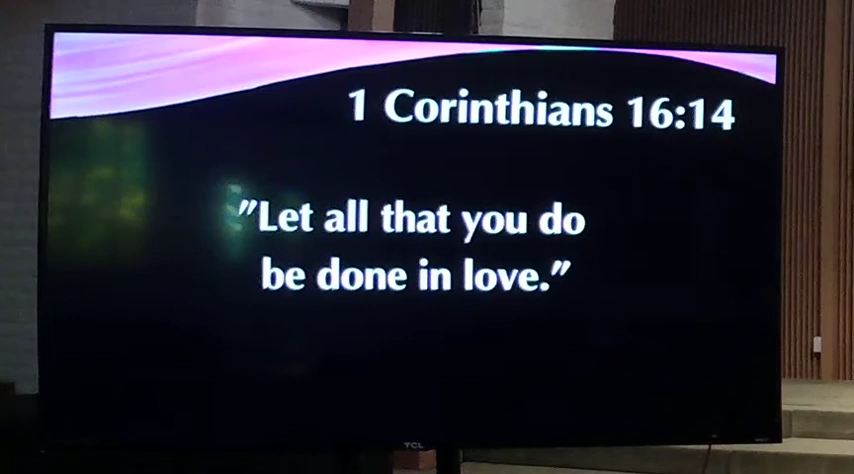 1 Corinthians 16:14
"Let all that you do
be done in love."
TCL